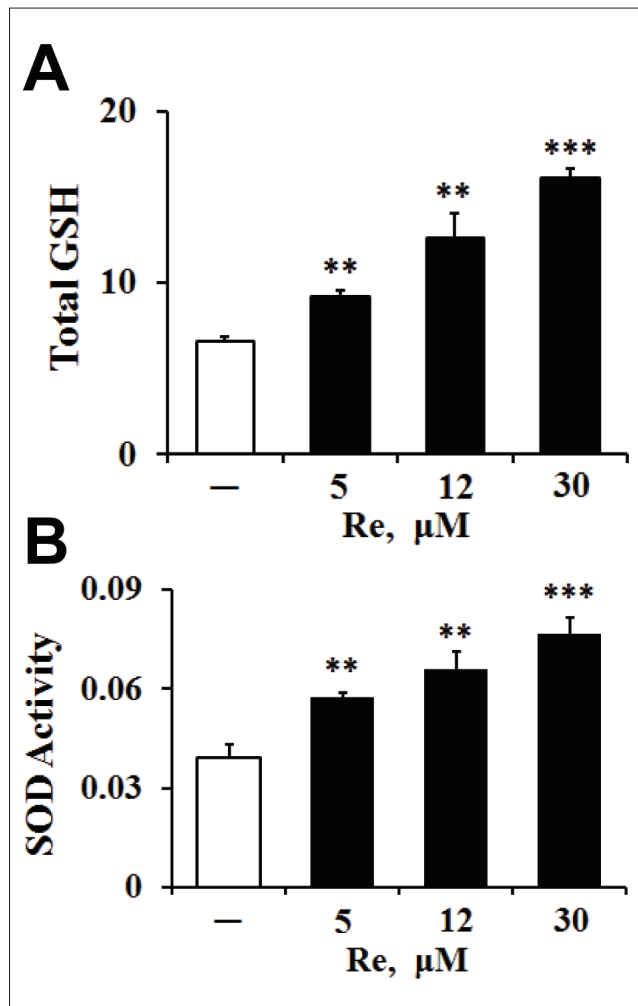 A
Total GSH
20
10
0
**
**
***
— 5 12 30
Re, μM
B
SOD Activity
0.09
0.06
0.03
0
**
**
***
— 5 12 30
Re, μM